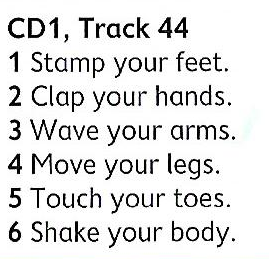 CD1, Track 44
1 Stamp your feet.
2 Clap your hands.
3 Wave your arms.
4 Move your legs.
5 Touch your toes.
6 Shake your body.